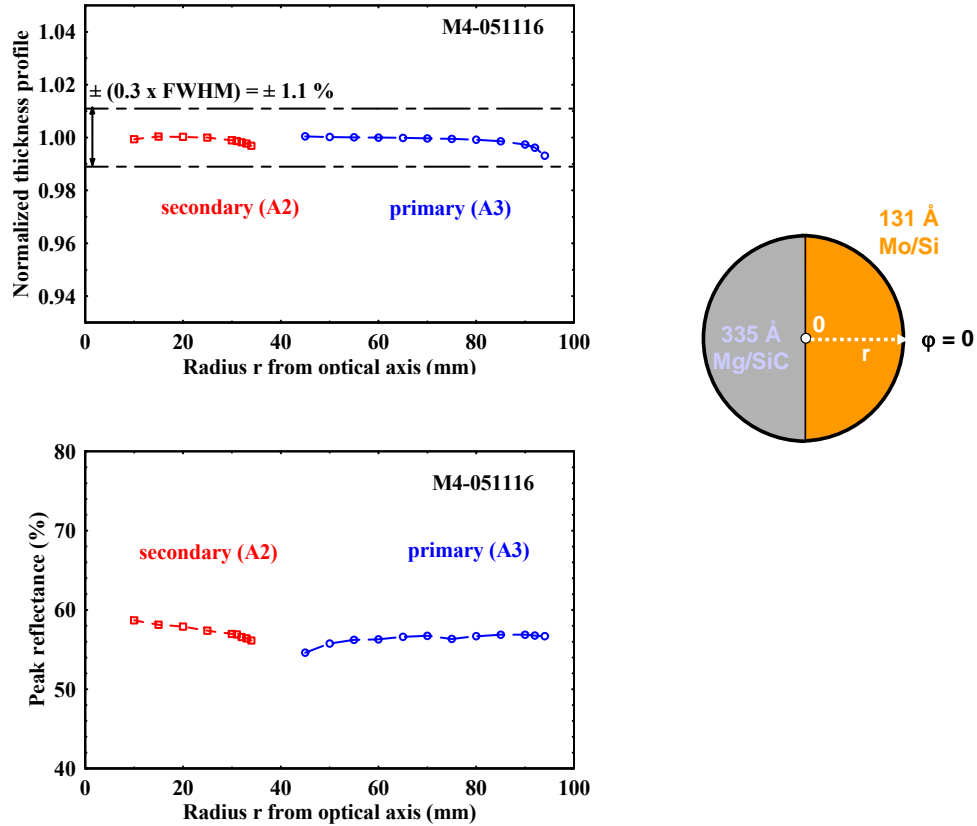 M4-051116
± (0.3 x FWHM) = ± 1.1 %
secondary (A2)
primary (A3)
Normalized thickness profile
1.04
1.02
1.00
0.98
0.96
0.94
0 20 40 60 80 100
Radius r from optical axis (mm)
131 Å
Mo/Si
0
335 Å
Mg/SiC
r
φ = 0
M4-051116
secondary (A2)
primary (A3)
Peak reflectance (%)
80
70
60
50
40
0 20 40 60 80 100
Radius r from optical axis (mm)